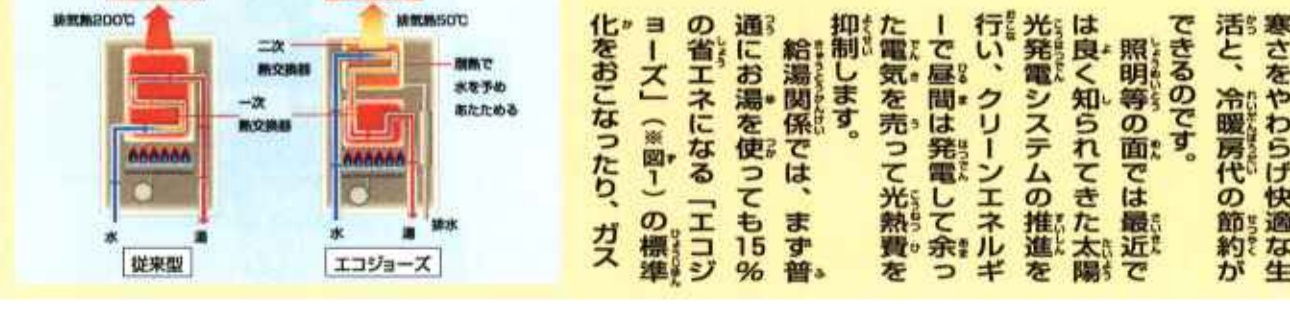 寒さをやわらげ快適な生
活と、冷暖房代の節約が
できるのです。
照明等の面では最近で
は良く知られてきた太陽
光発電システムの推進を
行い、クリーンエネルギ
ーで昼間は発電して余っ
た電気を売って光熱費を
抑制します。
給湯関係では、まず普
通にお湯を使っても15%
の省エネになる「エコジ
ョーズ」(※図1)の標準
化をおこなったり、ガス
排気熱200℃
水
湯
従来型
排気熱50℃
二次
熱交換器
一次
熱交換器
水を予め
あたためる
水
湯
排水
エコジョーズ